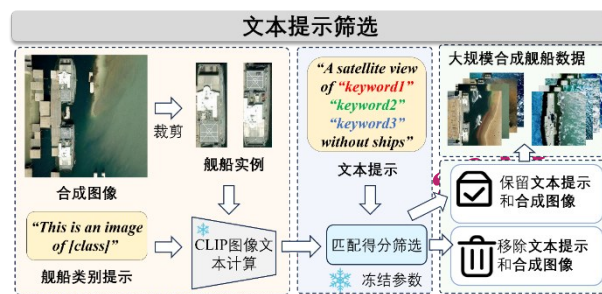 文本提示筛选
裁剪
合成图像
舰船实例
“This is an image
of [class]”
舰船类别提示
CLIP图像文
本计算
“A satellite view
of “keyword1”
“keyword2”
“keyword3”
without ships”
文本提示
匹配得分筛选
冻结参数
大规模合成舰船数据
保留文本提示
和合成图像
移除文本提示
和合成图像